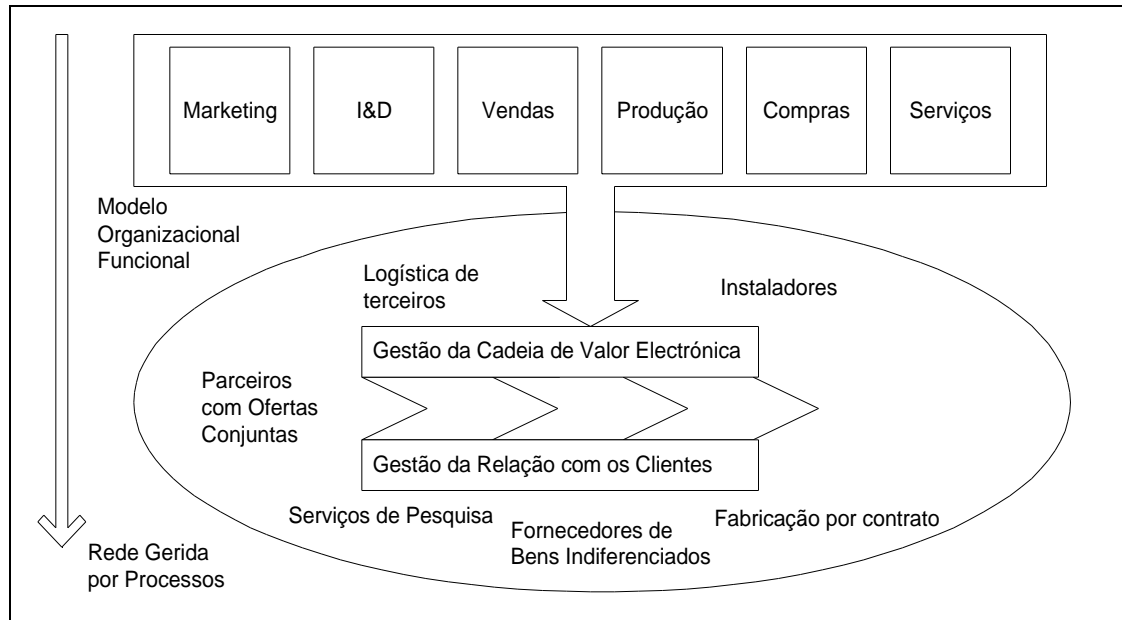 Marketing
I&D
Vendas
Produção
Compras
Serviços
Modelo
Organizacional
Funcional
Logística de
terceiros
Instaladores
Gestão da Cadeia de Valor Electrónica
Parceiros
com Ofertas
Conjuntas
Gestão da Relação com os Clientes
Serviços de Pesquisa
Fornecedores de
Bens Indiferenciados
Fabricação por contrato
Rede Gerida
por Processos